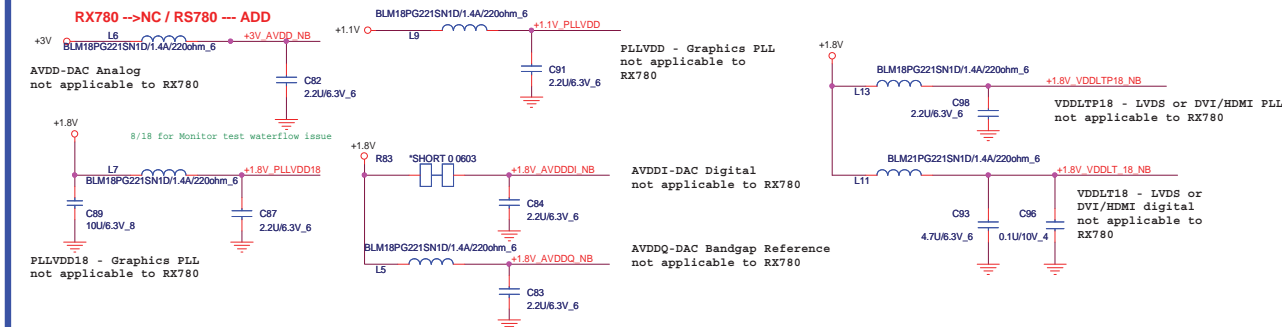 RX780 -->NC / RS780 --- ADD
+3V
L6
BLM18PG221SN1D/1.4A/220ohm_6
+3V_AVDD_NB
AVDD-DAC Analog
not applicable to RX780
C82
2.2U/6.3V_6
BLM18PG221SN1D/1.4A/220ohm_6
+1.1V
L9
+1.1V_PLLVDD
C91
2.2U/6.3V_6
PLLVDD - Graphics PLL
not applicable to
RX780
+1.8V
8/18 for Monitor test waterflow issue
L7
BLM18PG221SN1D/1.4A/220ohm_6
+1.8V_PLLVDD18
C89
10U/6.3V_8
C87
2.2U/6.3V_6
PLLVDD18 - Graphics PLL
not applicable to RX780
+1.8V
R83
*SHORT 0 0603
+1.8V_AVDDDI_NB
C84
2.2U/6.3V_6
AVDDI-DAC Digital
not applicable to RX780
BLM18PG221SN1D/1.4A/220ohm_6
L5
+1.8V_AVDDQ_NB
C83
2.2U/6.3V_6
AVDDQ-DAC Bandgap Reference
not applicable to RX780
+1.8V
BLM18PG221SN1D/1.4A/220ohm_6
L13
+1.8V_VDDLTP18_NB
C98
2.2U/6.3V_6
VDDLTP18 - LVDS or DVI/HDMI PLL
not applicable to RX780
BLM21PG221SN1D/1.4A/220ohm_6
L11
+1.8V_VDDLT_18_NB
C93
4.7U/6.3V_6
C96
0.1U/10V_4
VDDLT18 - LVDS or
DVI/HDMI digital
not applicable to
RX780